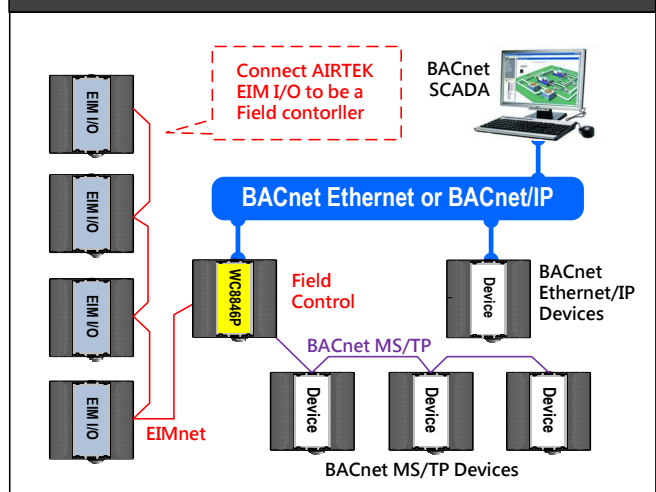 Connect AIRTEK
EIM I/O to be a
Field contorller
BACnet
SCADA
EIM I/O
EIM I/O
EIM I/O
EIM I/O
BACnet Ethernet or BACnet/IP
WC8846P
Field
Control
Device
BACnet
Ethernet/IP
Devices
BACnet MS/TP
Device
Device
Device
EIMnet
BACnet MS/TP Devices